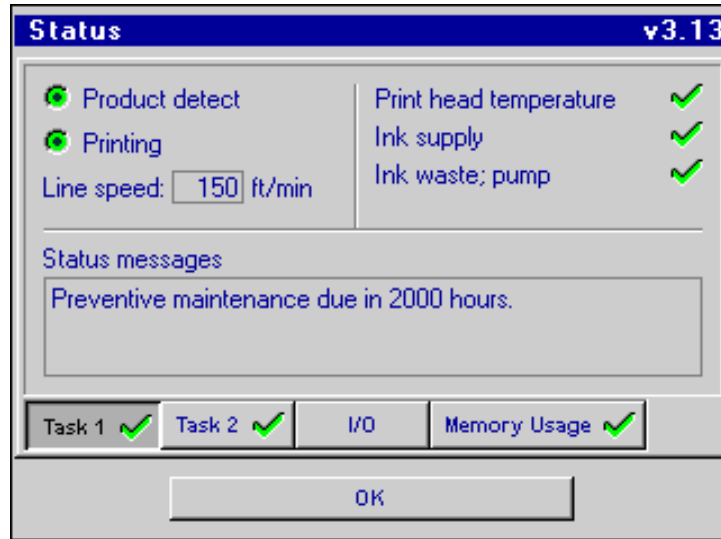 Status v3.13
Product detect
Printing
Line speed: 150 ft/min
Print head temperature
Ink supply
Ink waste; pump
Status messages
Preventive maintenance due in 2000 hours.
Task 1 Task 2 I/O Memory Usage
OK